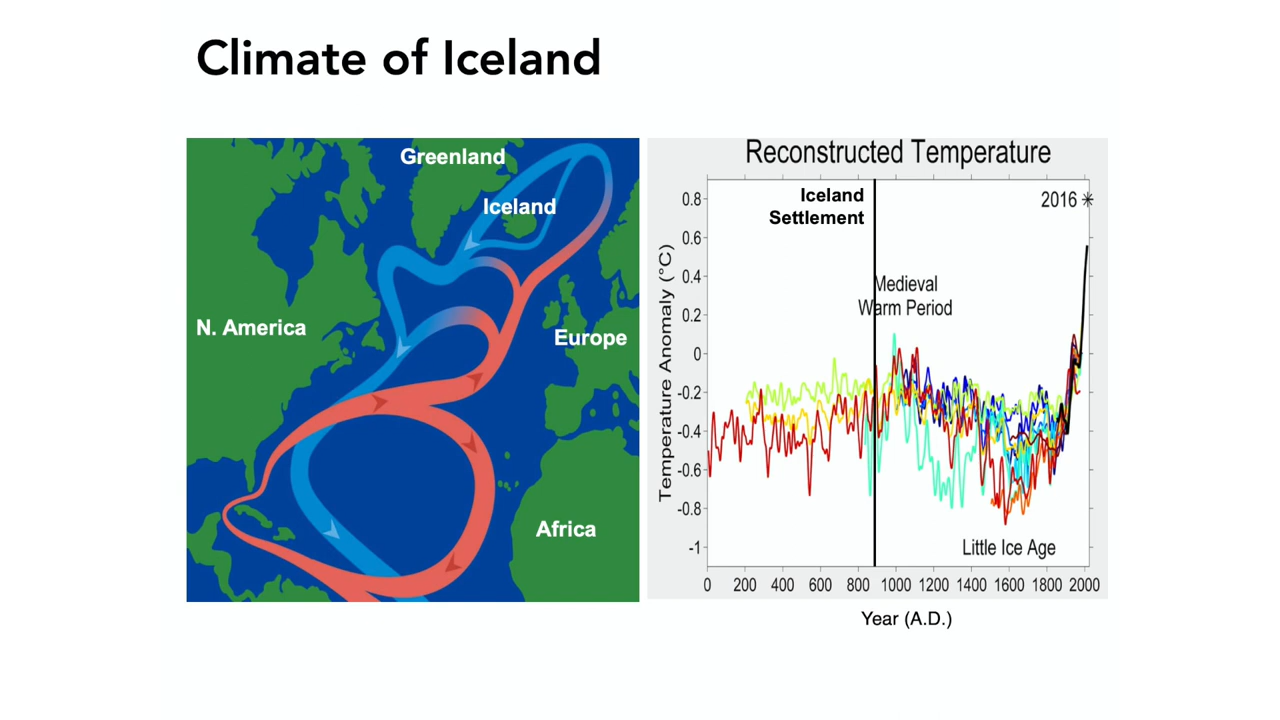 Climate of Iceland
Greenland
Iceland
N. America
Europe
Africa
Reconstructed Temperature
Iceland
Settlement
2016 *
Medieval
Warm Period
Little Ice Age
Temperature Anomaly (°C)
0.8
0.6
0.4
0.2
0
-0.2
-0.4
-0.6
-0.8
-1
0 200 400 600 800 1000 1200 1400 1600 1800 2000
Year (A.D.)